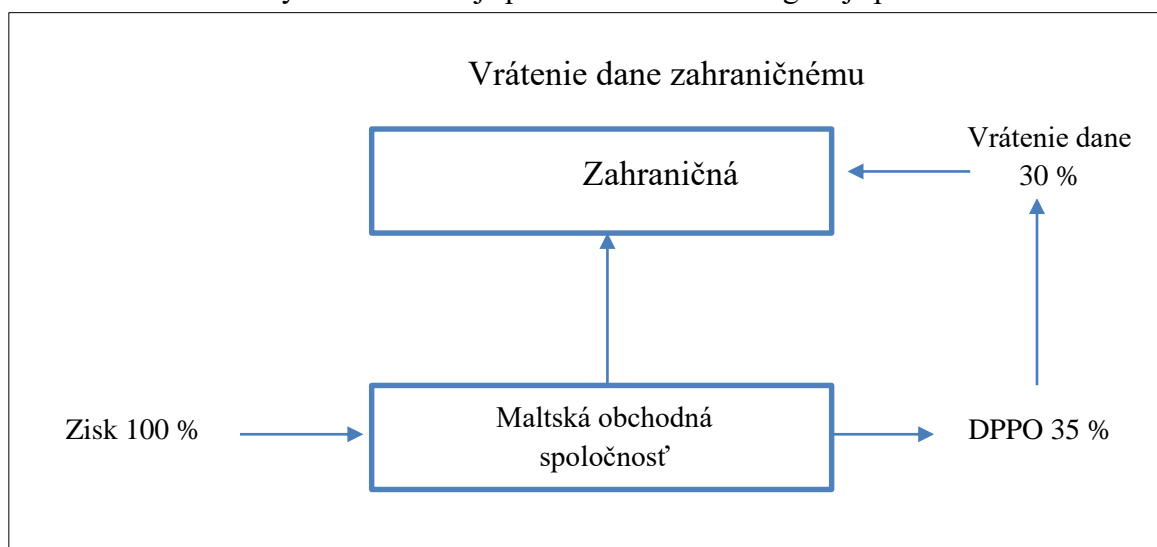 Vrátenie dane zahraničnému
Zahraničná
Vrátenie dane
30 %
Zisk 100 %
Maltská obchodná
spoločnosť
DPPO 35 %